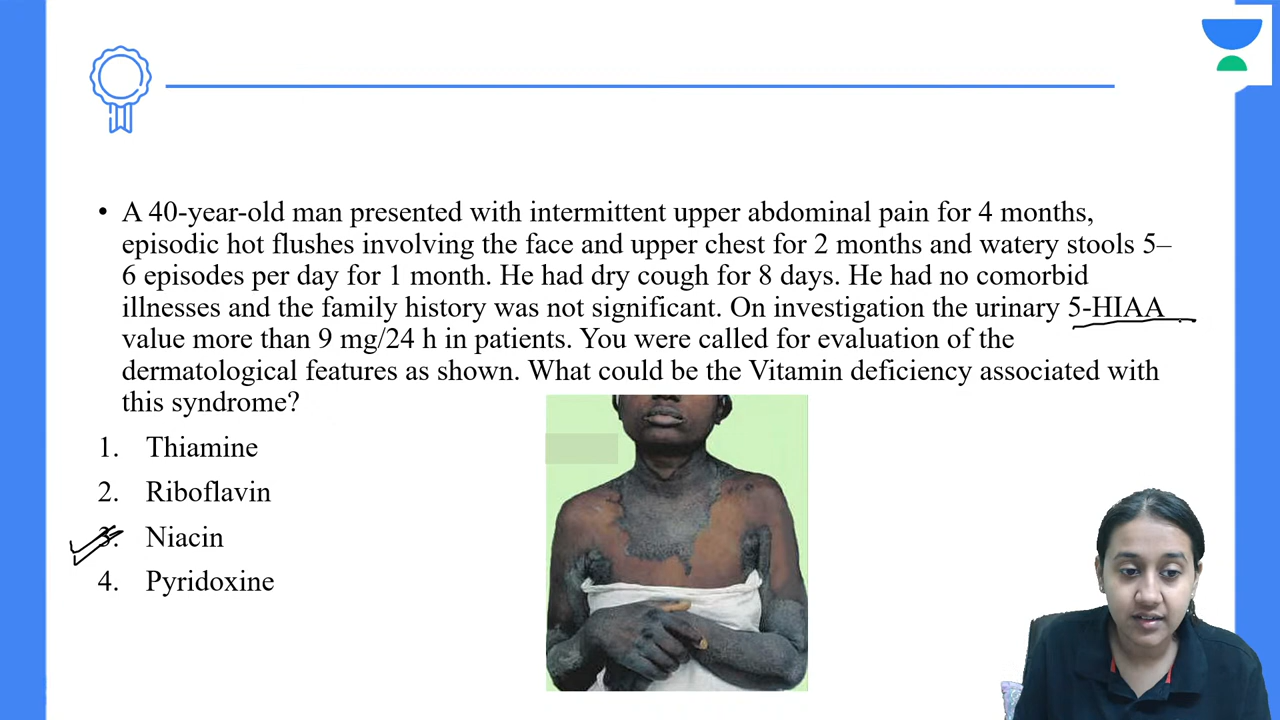 • A 40-year-old man presented with intermittent upper abdominal pain for 4 months,
episodic hot flushes involving the face and upper chest for 2 months and watery stools 5–
6 episodes per day for 1 month. He had dry cough for 8 days. He had no comorbid
illnesses and the family history was not significant. On investigation the urinary 5-HIAA
value more than 9 mg/24 h in patients. You were called for evaluation of the
dermatological features as shown. What could be the Vitamin deficiency associated with
this syndrome?
1. Thiamine
2. Riboflavin
3. Niacin
4. Pyridoxine